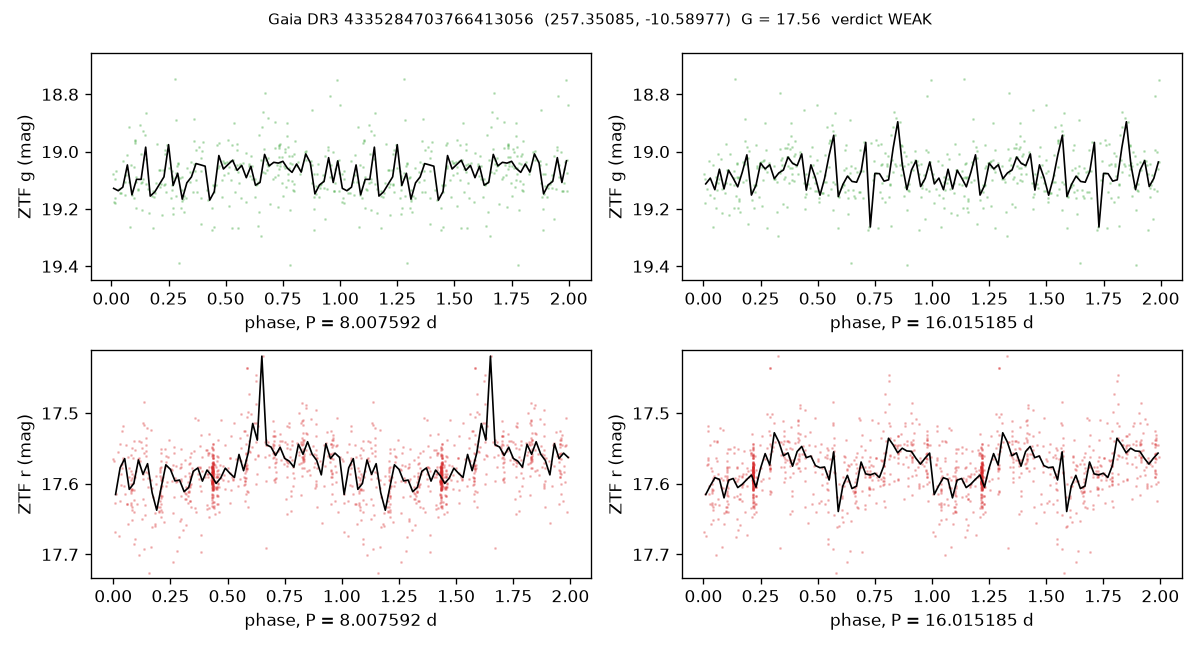 Gaia DR3 4335284703766413056  (257.35085, -10.58977)  G = 17.56  verdict WEAK
ZTF g (mag)
18.8
19.0
19.2
19.4
0.00 0.25 0.50 0.75 1.00 1.25 1.50 1.75 2.00
phase, P = 8.007592 d
ZTF g (mag)
18.8
19.0
19.2
19.4
0.00 0.25 0.50 0.75 1.00 1.25 1.50 1.75 2.00
phase, P = 16.015185 d
ZTF r (mag)
17.5
17.6
17.7
0.00 0.25 0.50 0.75 1.00 1.25 1.50 1.75 2.00
phase, P = 8.007592 d
ZTF r (mag)
17.5
17.6
17.7
0.00 0.25 0.50 0.75 1.00 1.25 1.50 1.75 2.00
phase, P = 16.015185 d